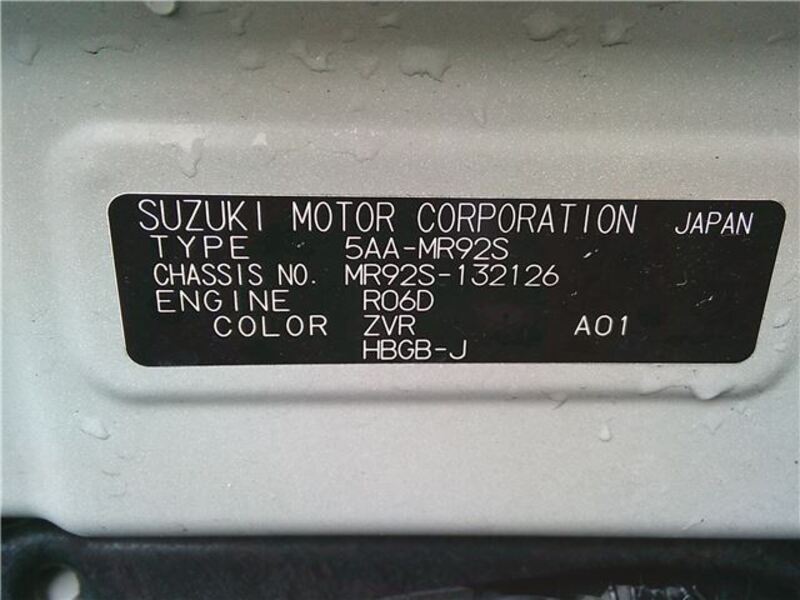 SUZUKI MOTOR CORPORATION JAPAN
TYPE 5AA-MR92S
CHASSIS NO. MR92S-132126
ENGINE R06D
COLOR ZVR A01
HBGB-J